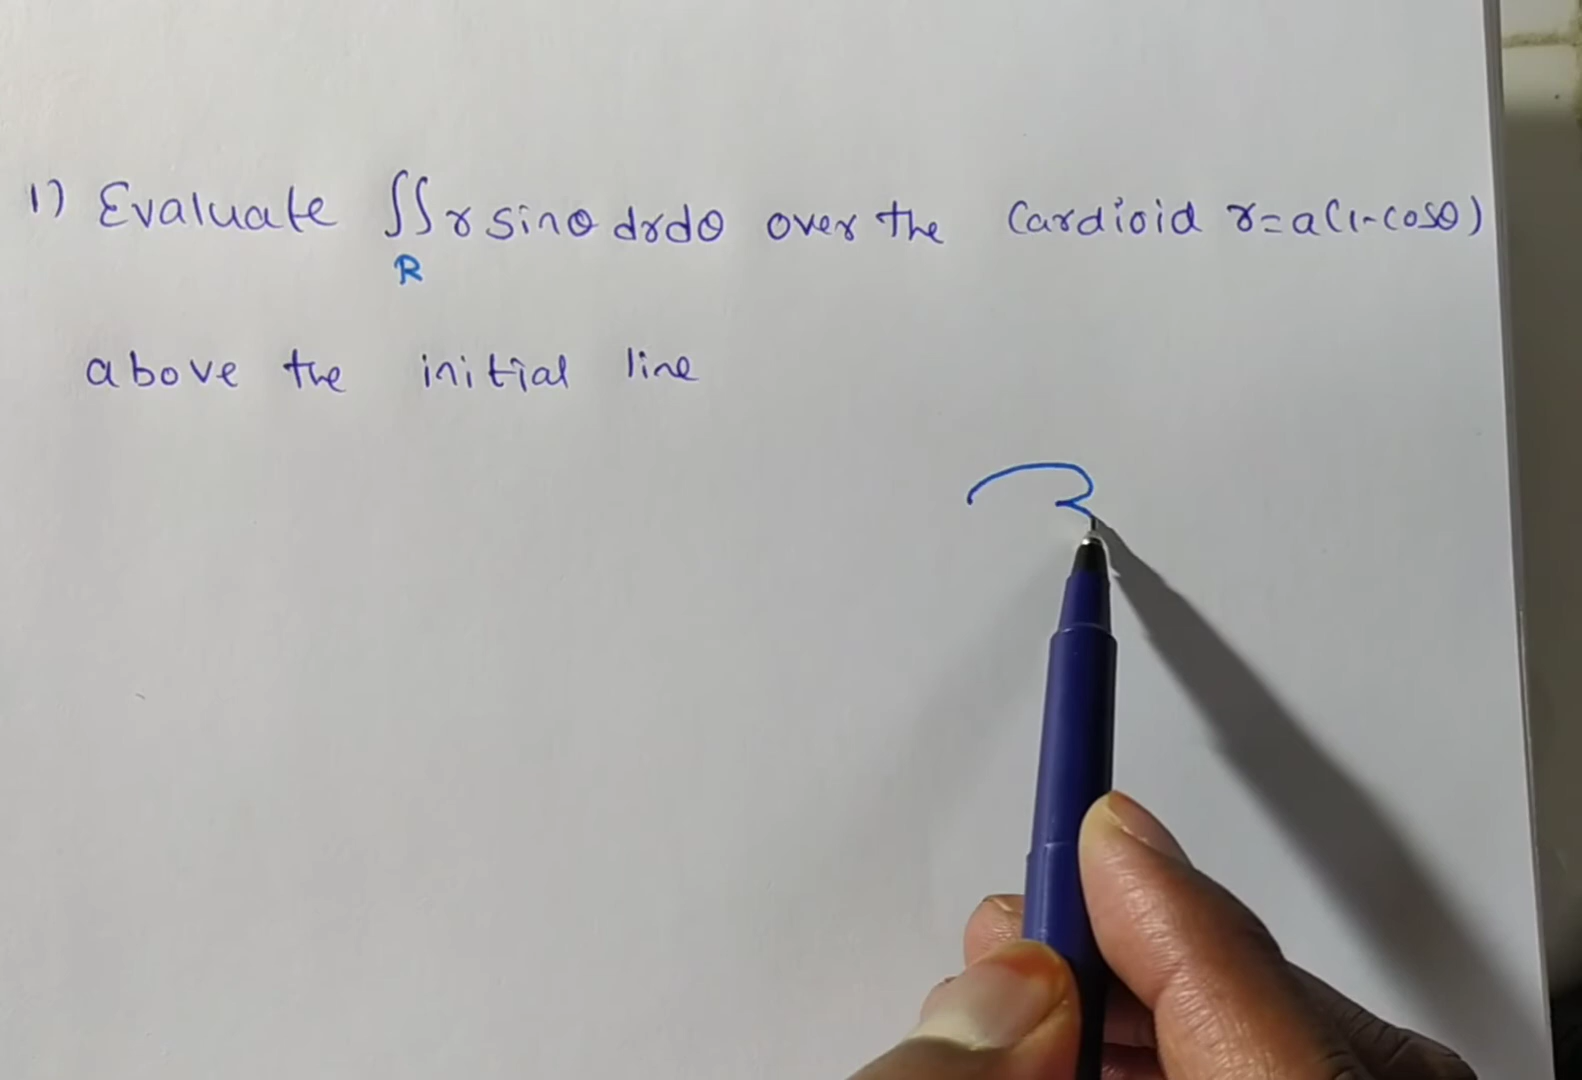 1) Evaluate ∫∫ r sinθ drdθ over the Cardioid r=a(1-cosθ)
R
above the initial line